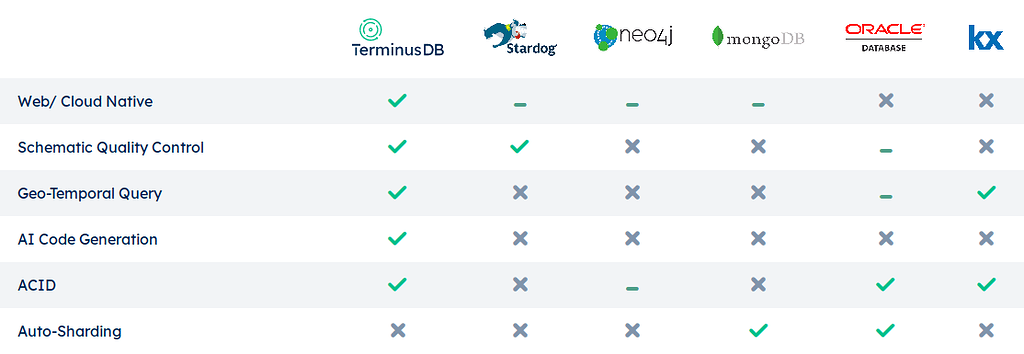 TerminusDB Stardog neo4j mongoDB ORACLE kx
DATABASE
Web/ Cloud Native
Schematic Quality Control
Geo-Temporal Query
AI Code Generation
ACID
Auto-Sharding